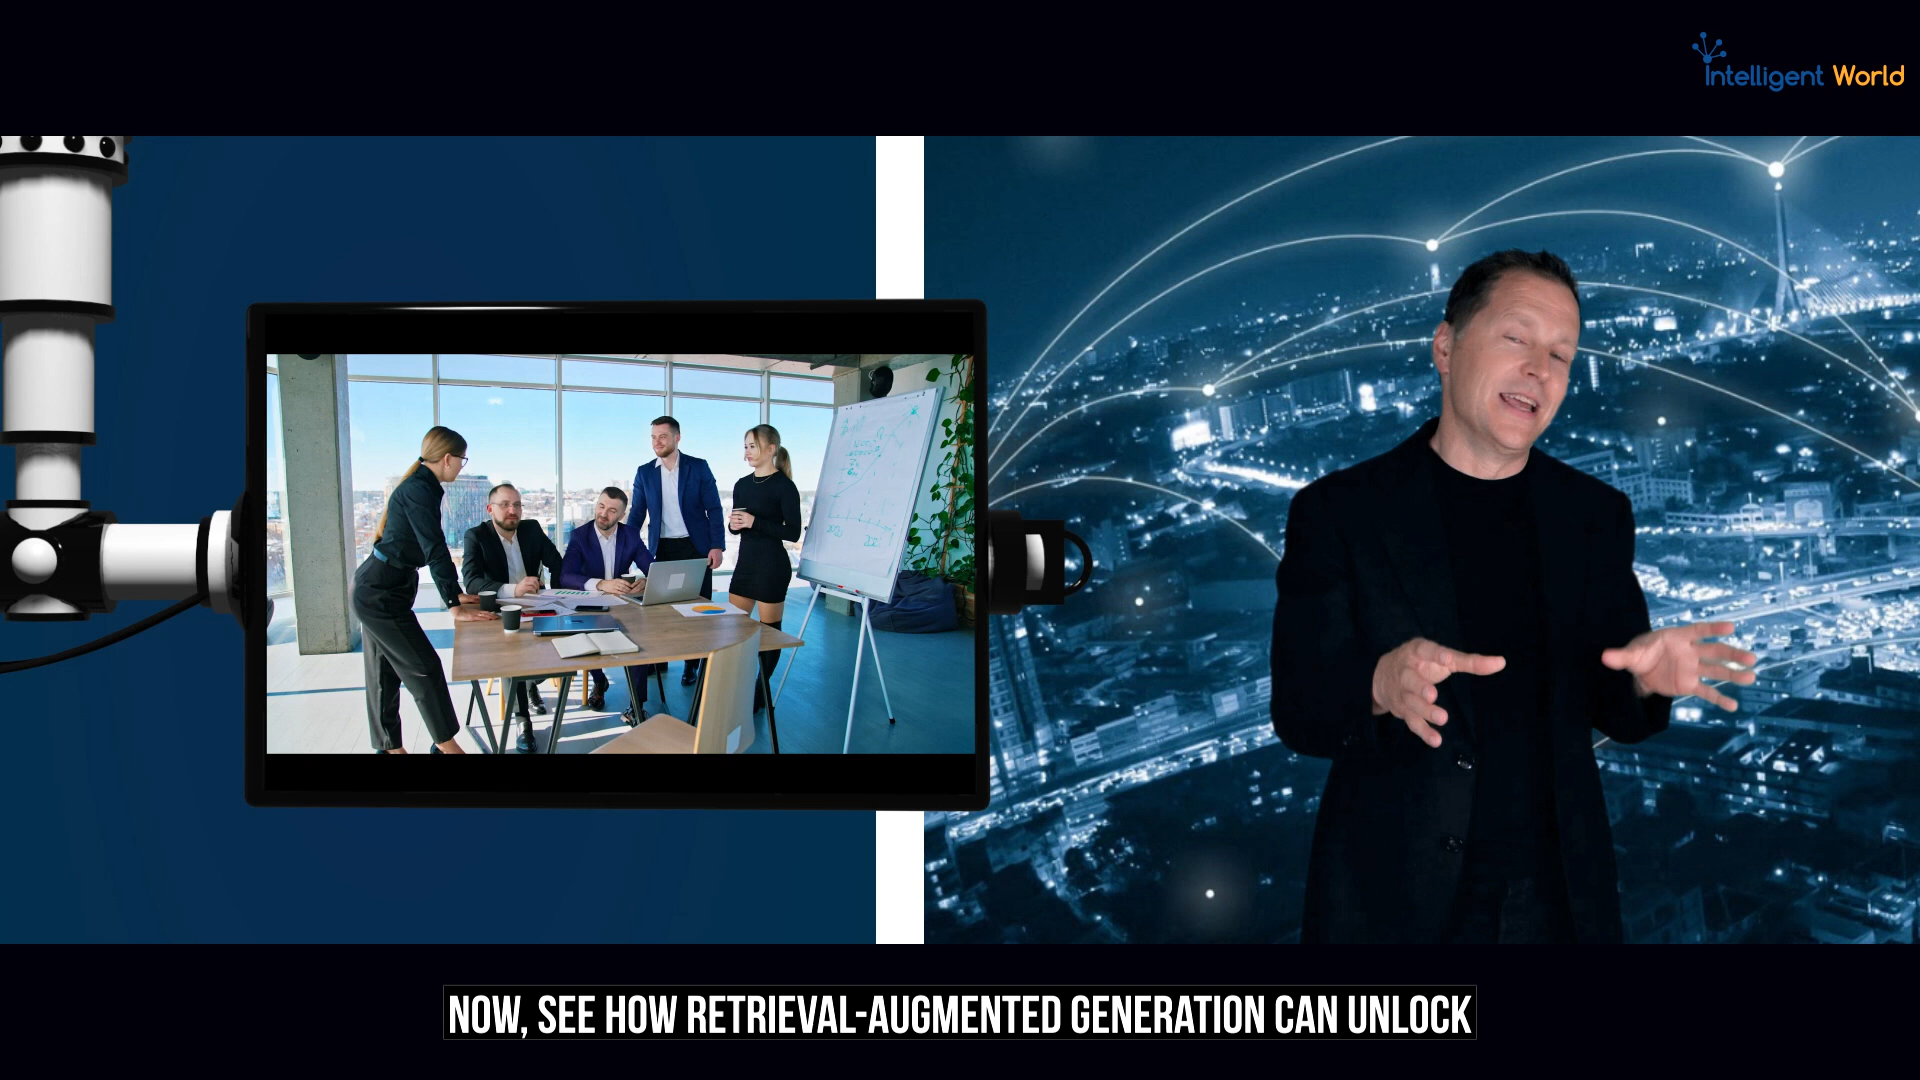 Intelligent World
NOW, SEE HOW RETRIEVAL-AUGMENTED GENERATION CAN UNLOCK